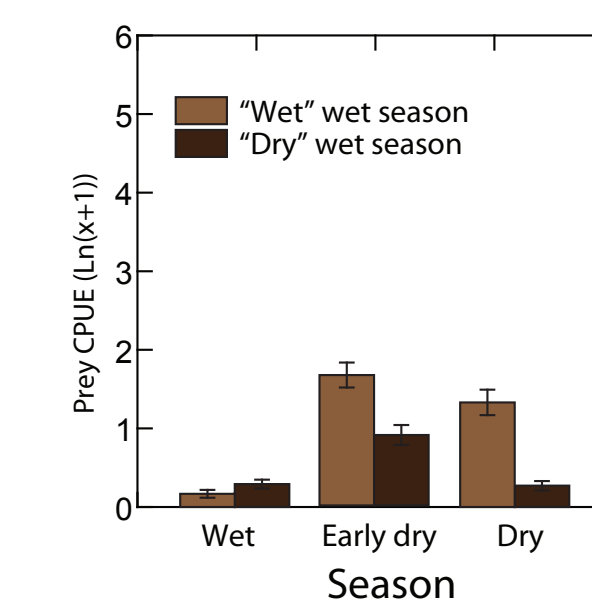 6
5
4
3
2
1
0
Prey CPUE (Ln(x+1))
“Wet” wet season
“Dry” wet season
Wet Early dry Dry
Season